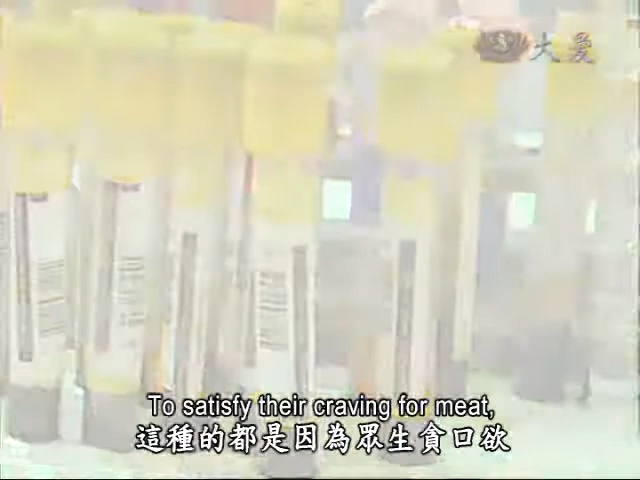 大愛
To satisfy their craving for meat,
這種的都是因為眾生貪口欲